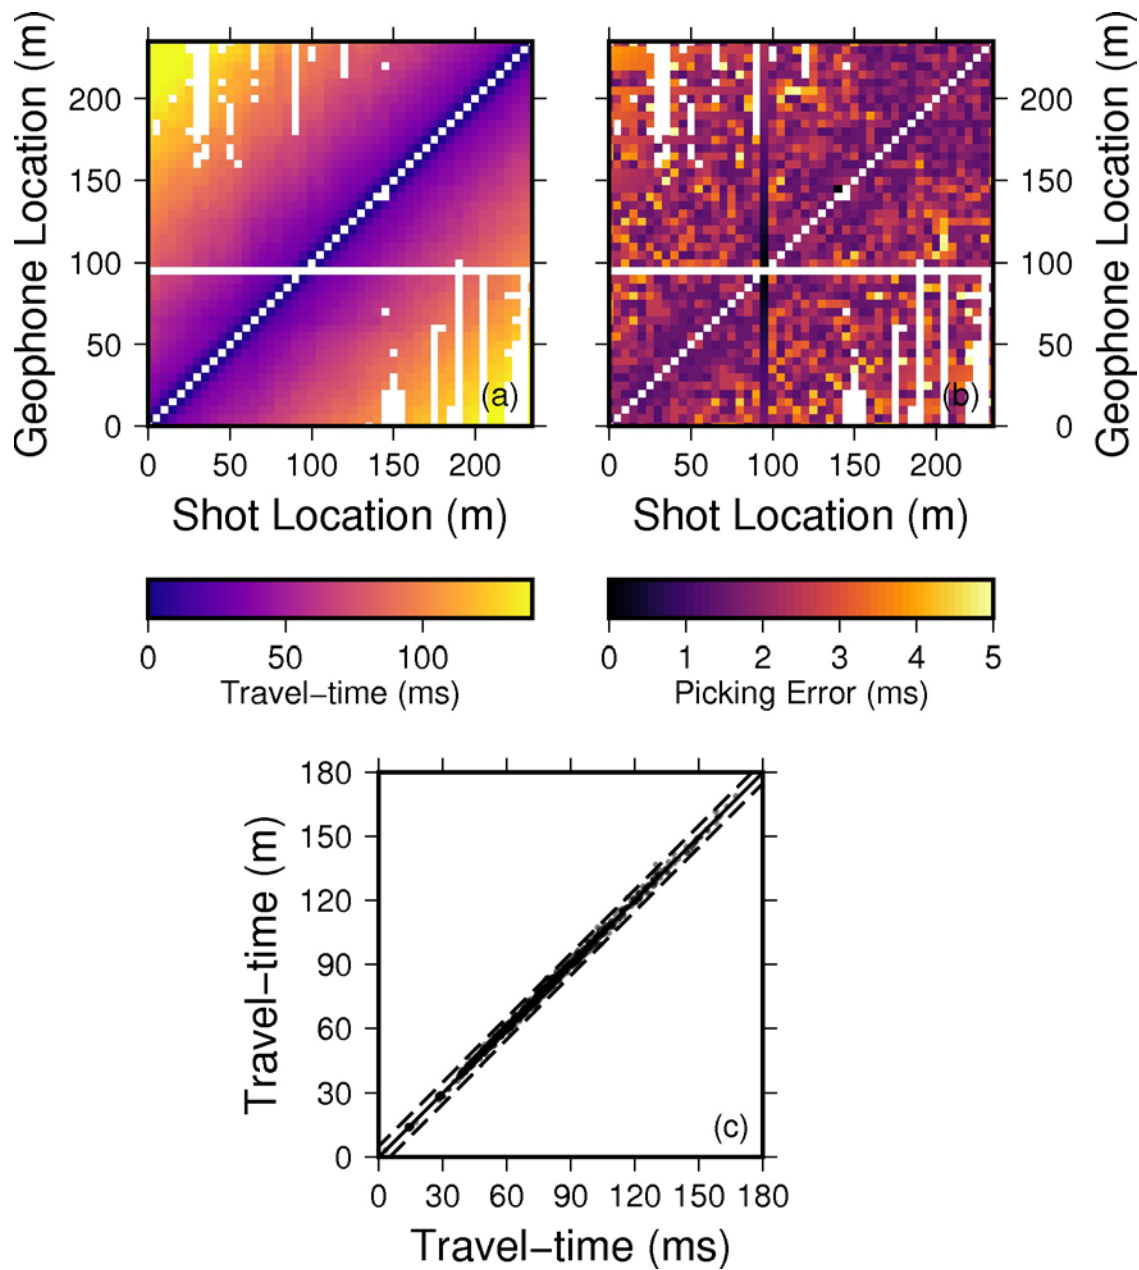 Geophone Location (m)
200
150
100
50
0
(a)
0 50 100 150 200
Shot Location (m)
0 50 100
Travel-time (ms)
(b)
200
150
100
50
0
Geophone Location (m)
0 50 100 150 200
Shot Location (m)
0 1 2 3 4 5
Picking Error (ms)
Travel-time (m)
180
150
120
90
60
30
0
(c)
0 30 60 90 120 150 180
Travel-time (ms)